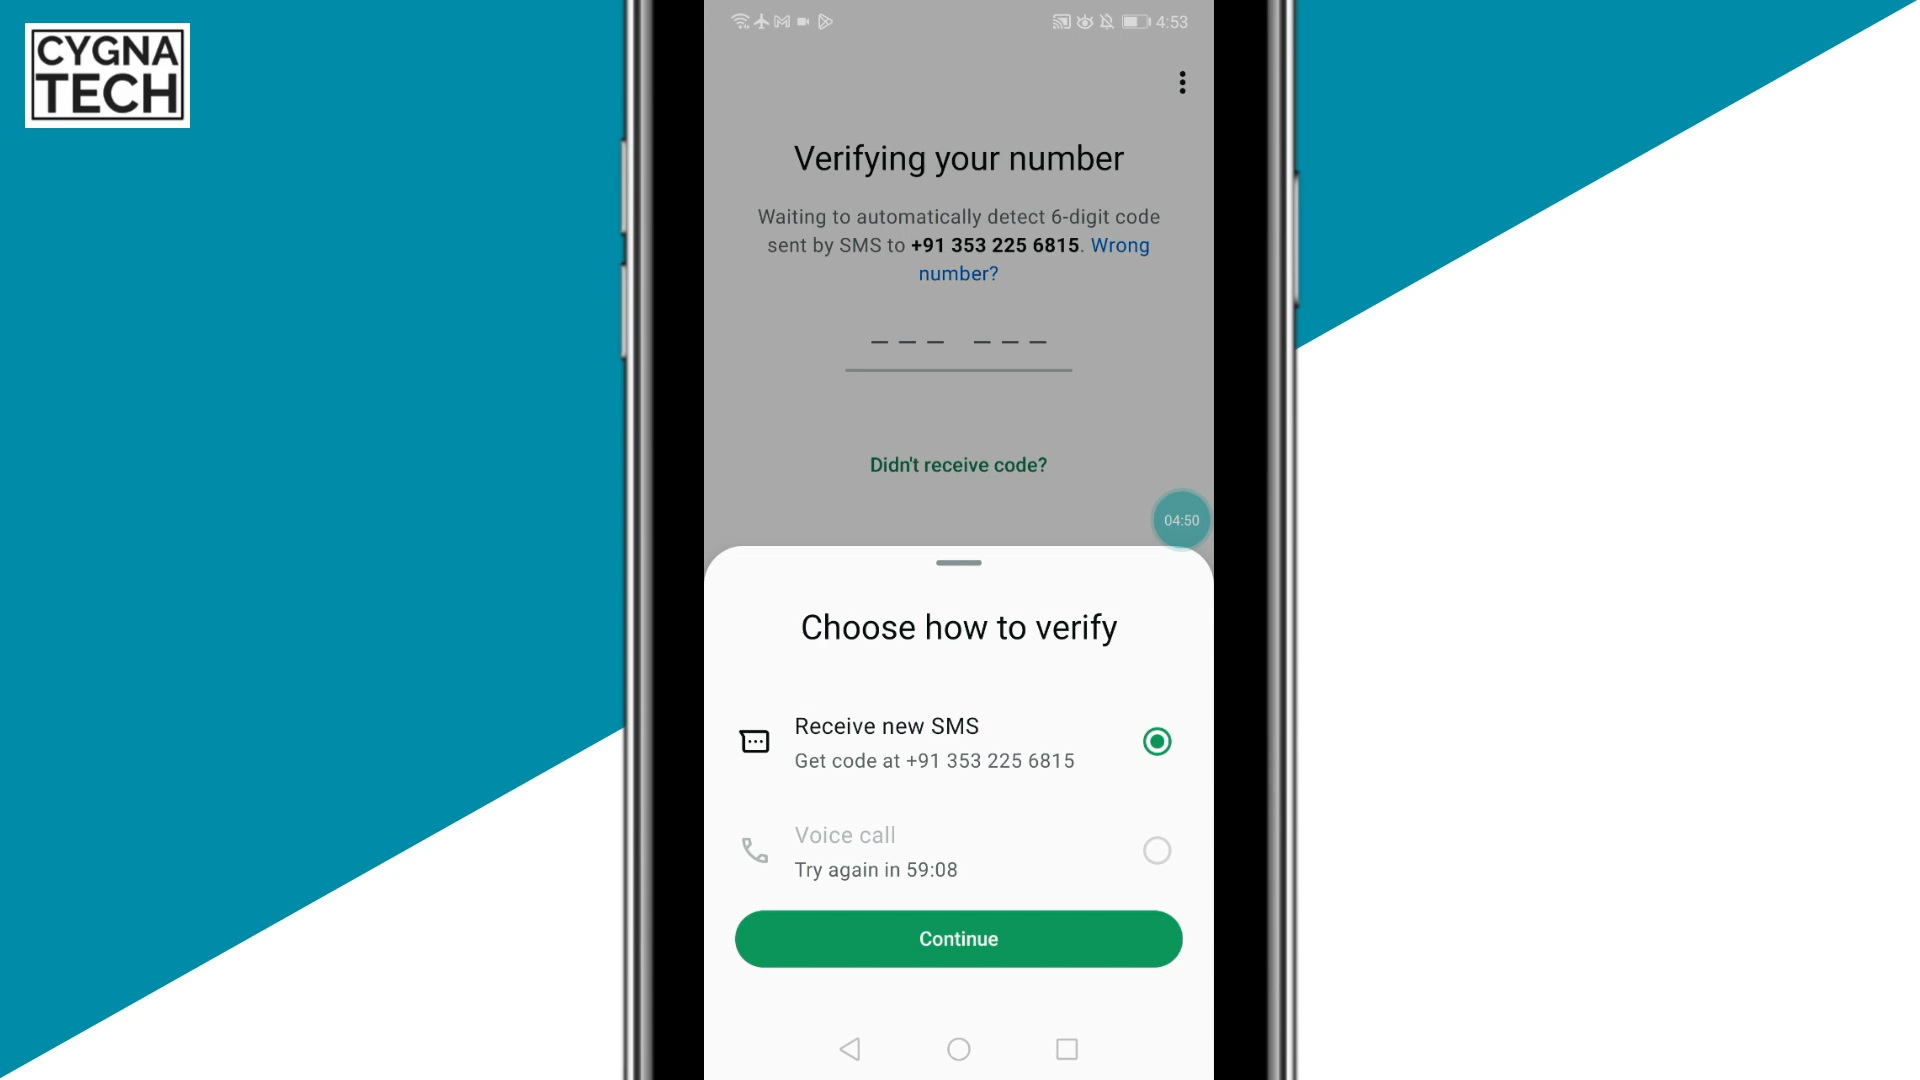 CYGNA
TECH
4:53
Verifying your number
Waiting to automatically detect 6-digit code
sent by SMS to +91 353 225 6815. Wrong
number?
Didn't receive code?
04:50
Choose how to verify
Receive new SMS
Get code at +91 353 225 6815
Voice call
Try again in 59:08
Continue